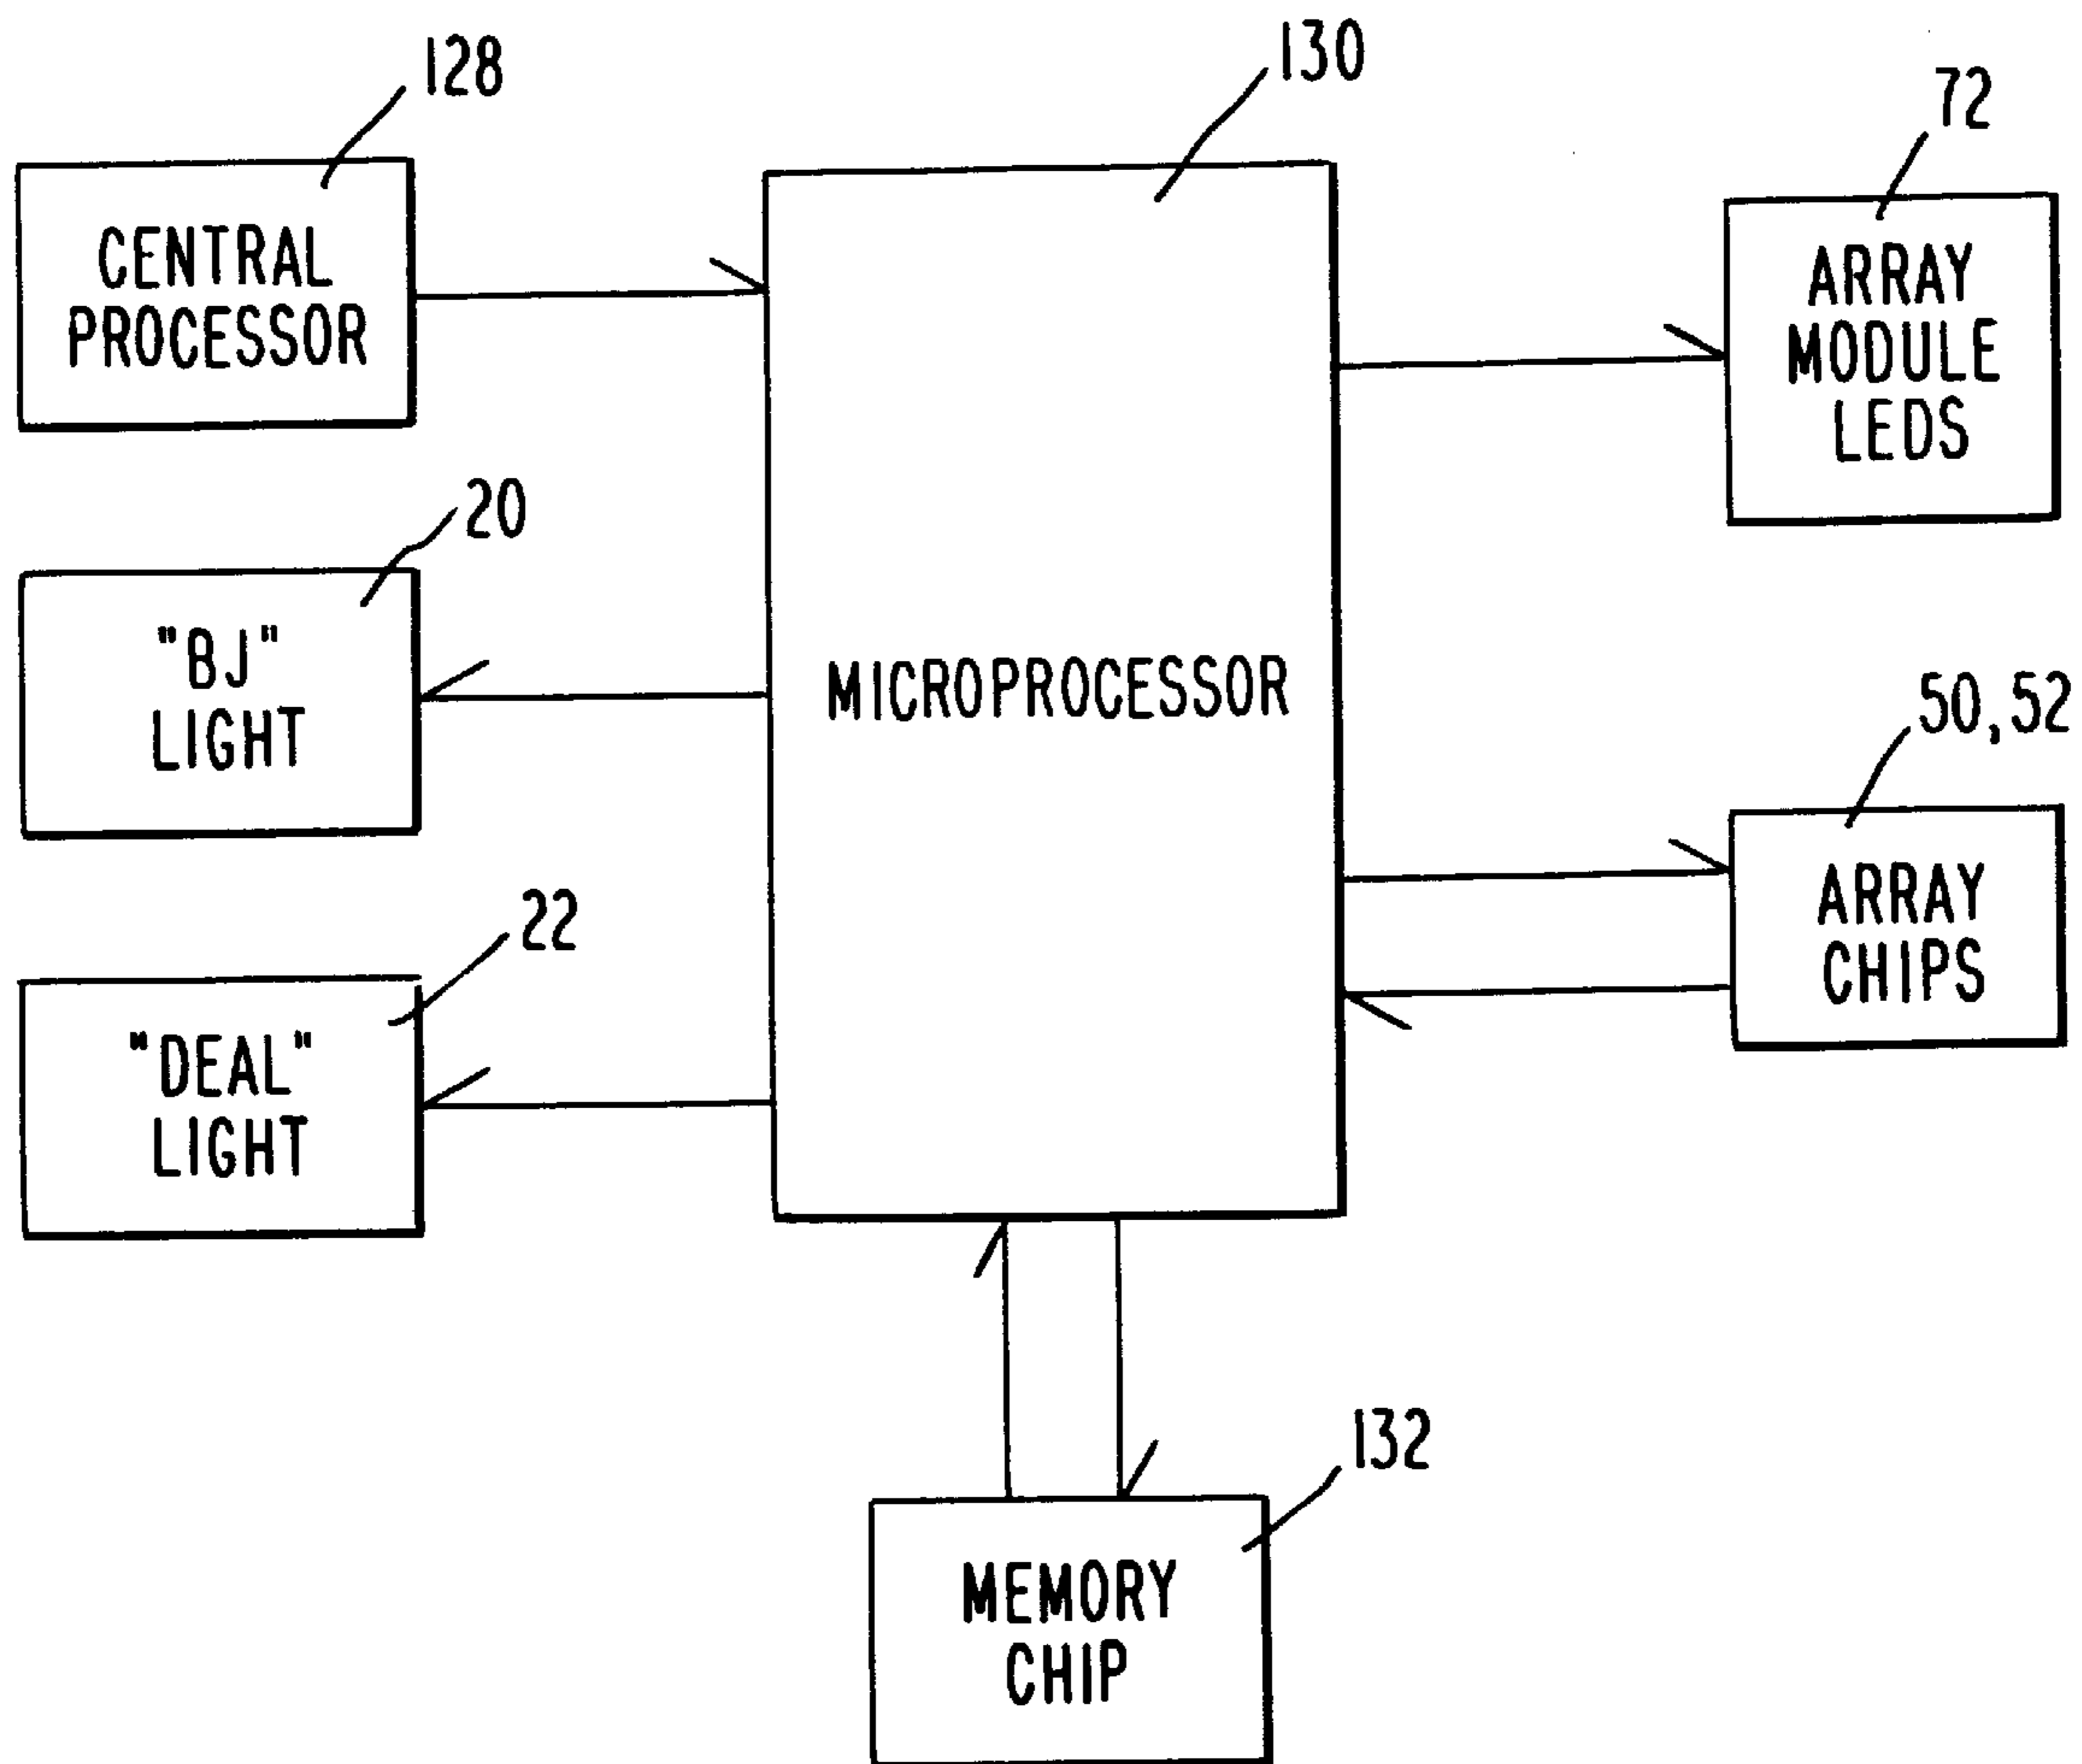 128
CENTRAL
PROCESSOR
20
"BJ"
LIGHT
22
"DEAL"
LIGHT
130
MICROPROCESSOR
72
ARRAY
MODULE
LEDS
50,52
ARRAY
CHIPS
132
MEMORY
CHIP